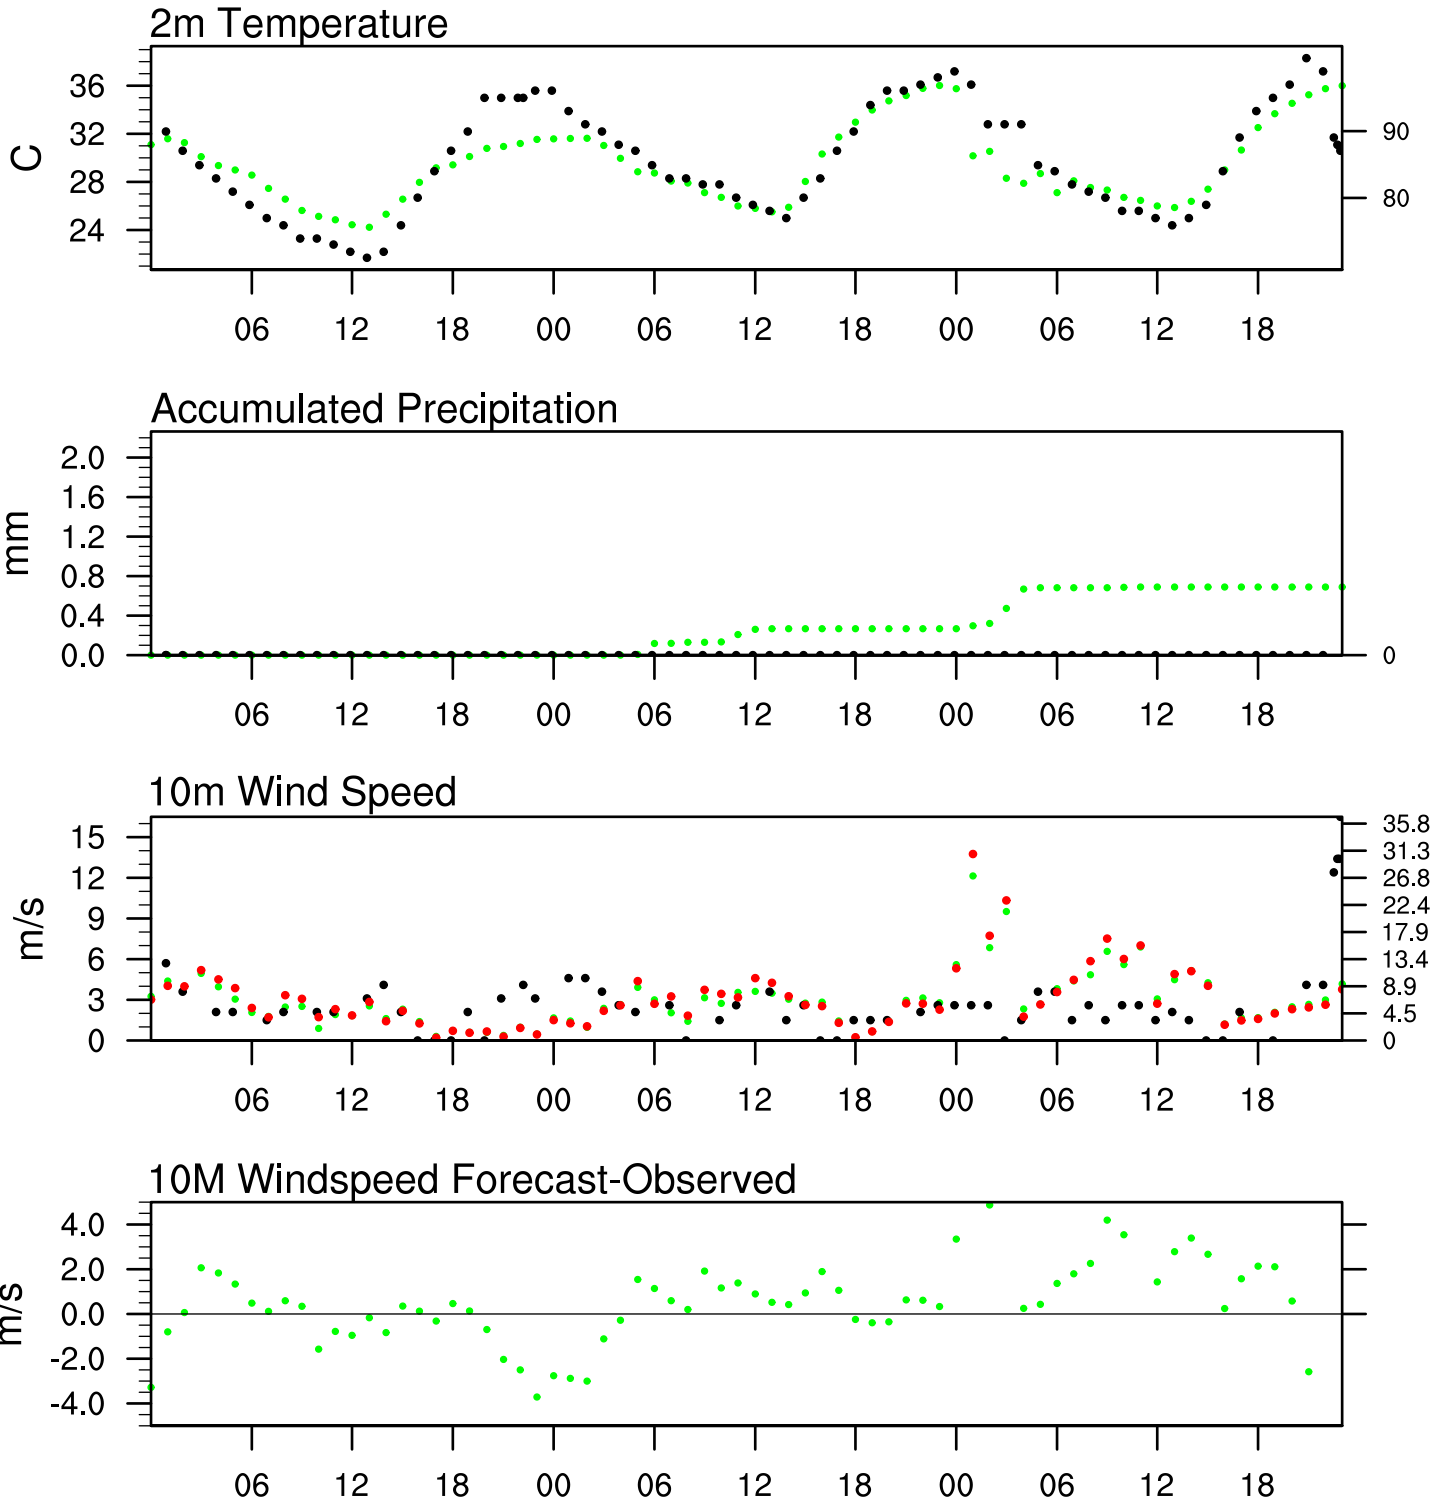 2m Temperature
C
36
32
28
24
90
80
06 12 18 00 06 12 18 00 06 12 18
Accumulated Precipitation
mm
2.0
1.6
1.2
0.8
0.4
0.0
0
06 12 18 00 06 12 18 00 06 12 18
10m Wind Speed
m/s
15
12
9
6
3
0
35.8
31.3
26.8
22.4
17.9
13.4
8.9
4.5
0
06 12 18 00 06 12 18 00 06 12 18
10M Windspeed Forecast-Observed
m/s
4.0
2.0
0.0
-2.0
-4.0
06 12 18 00 06 12 18 00 06 12 18